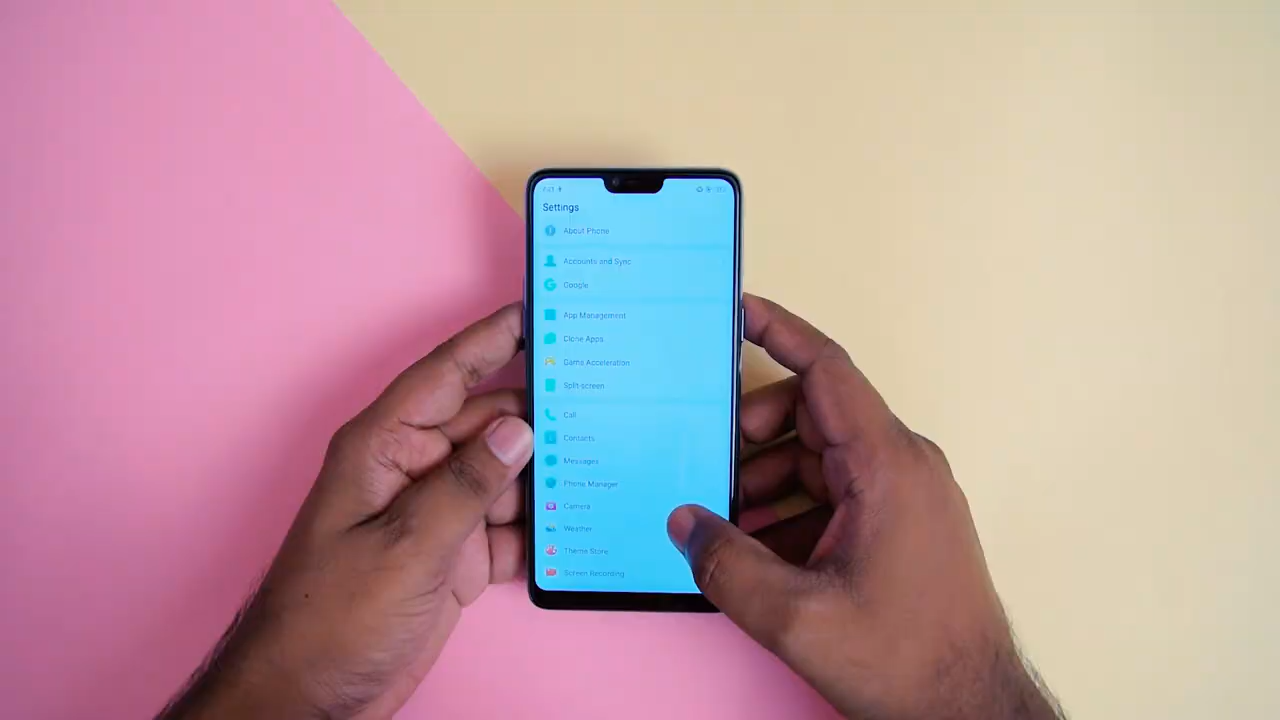 Settings
About Phone
Accounts and Sync
Google
App Management
Clone Apps
Game Acceleration
Split-screen
Call
Contacts
Messages
Phone Manager
Camera
Weather
Theme Store
Screen Recording